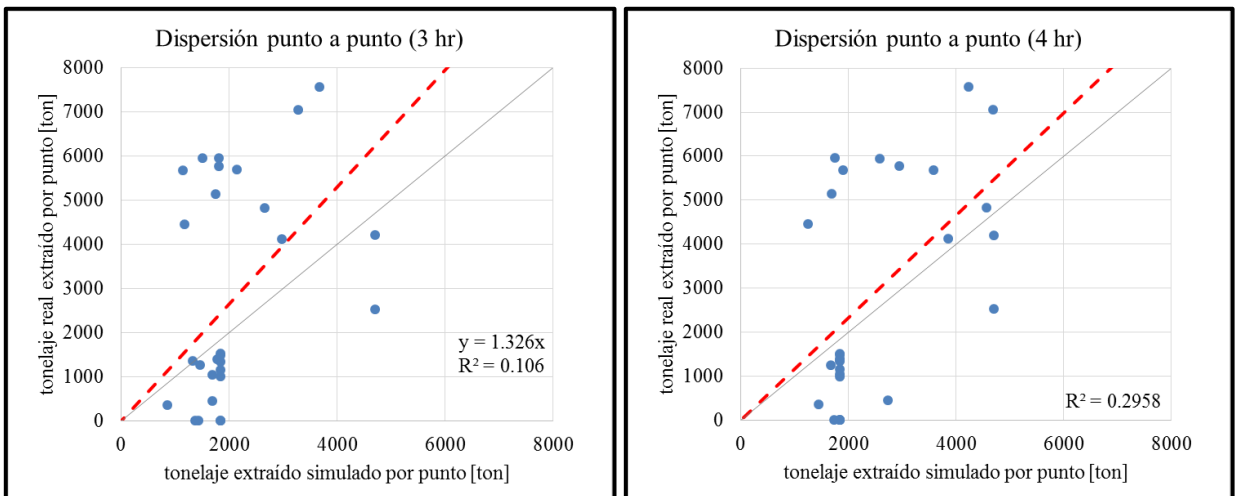 Dispersión punto a punto (3 hr)
8000
7000
6000
5000
4000
3000
2000
1000
0
0 2000 4000 6000 8000
tonelaje real extraído por punto [ton]
tonelaje extraído simulado por punto [ton]
y = 1.326x
R² = 0.106
Dispersión punto a punto (4 hr)
8000
7000
6000
5000
4000
3000
2000
1000
0
0 2000 4000 6000 8000
tonelaje real extraído por punto [ton]
tonelaje extraído simulado por punto [ton]
R² = 0.2958